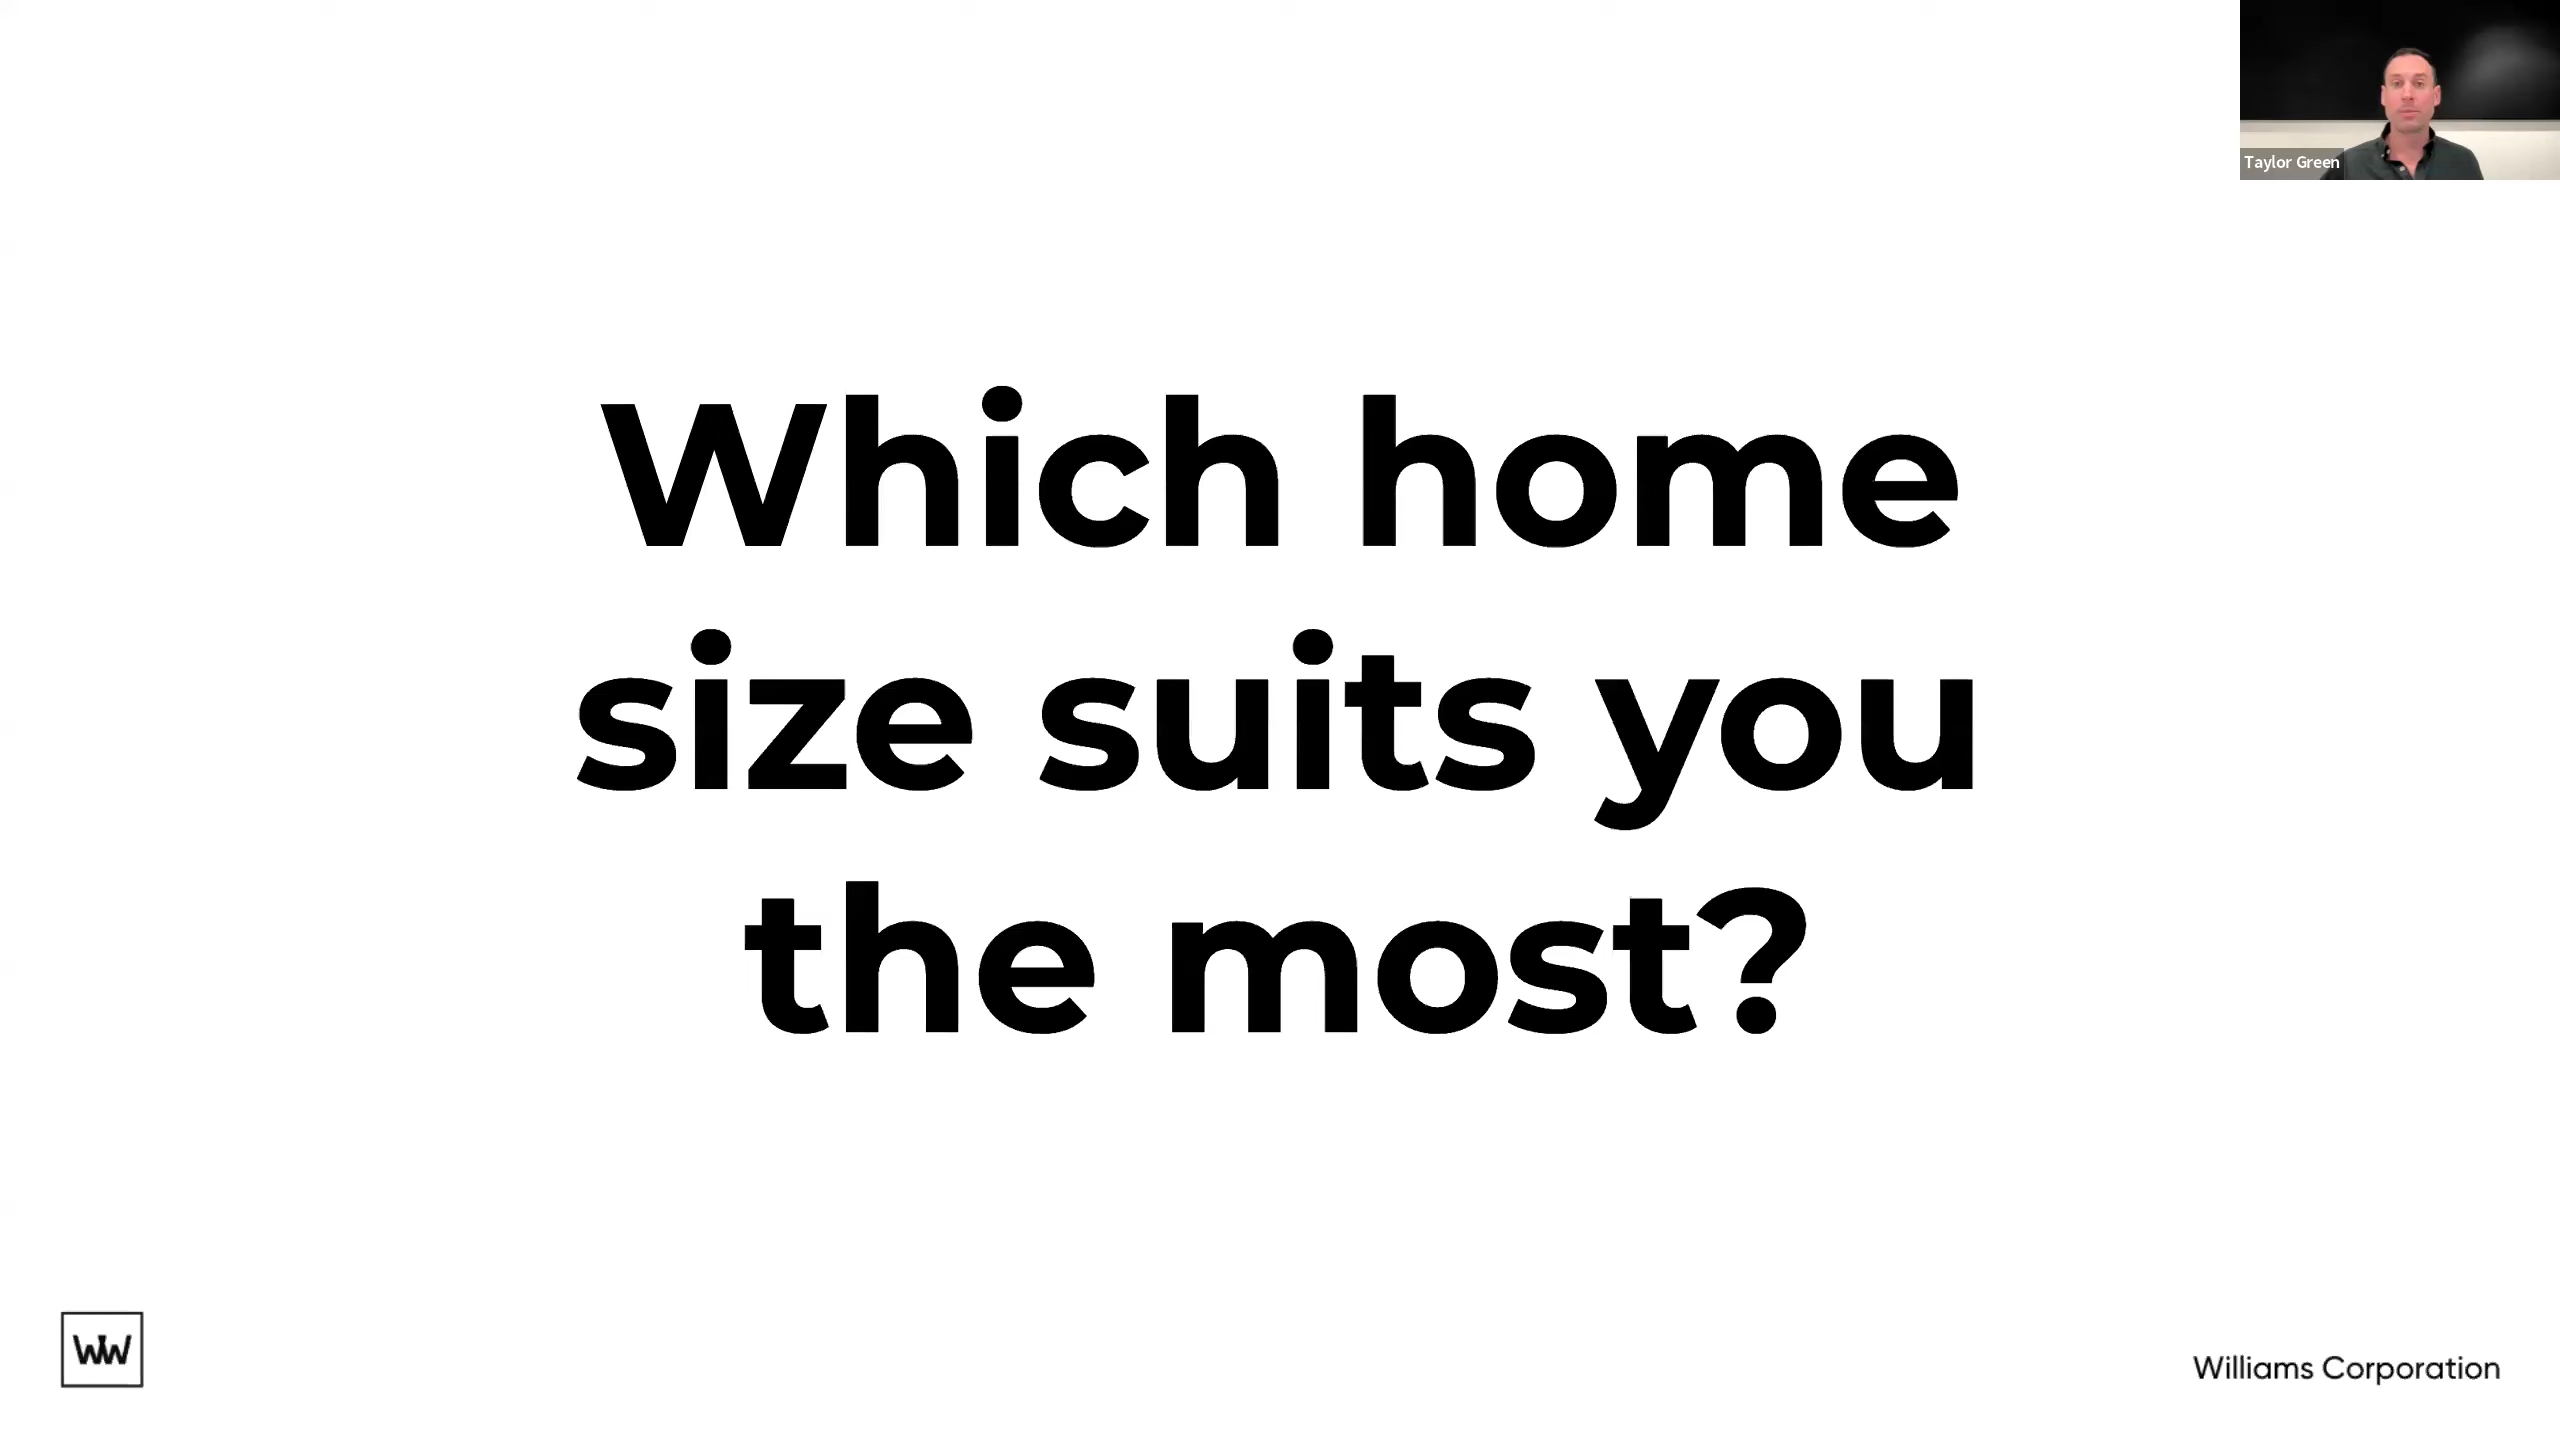 Taylor Green
Which home
size suits you
the most?
WW
Williams Corporation